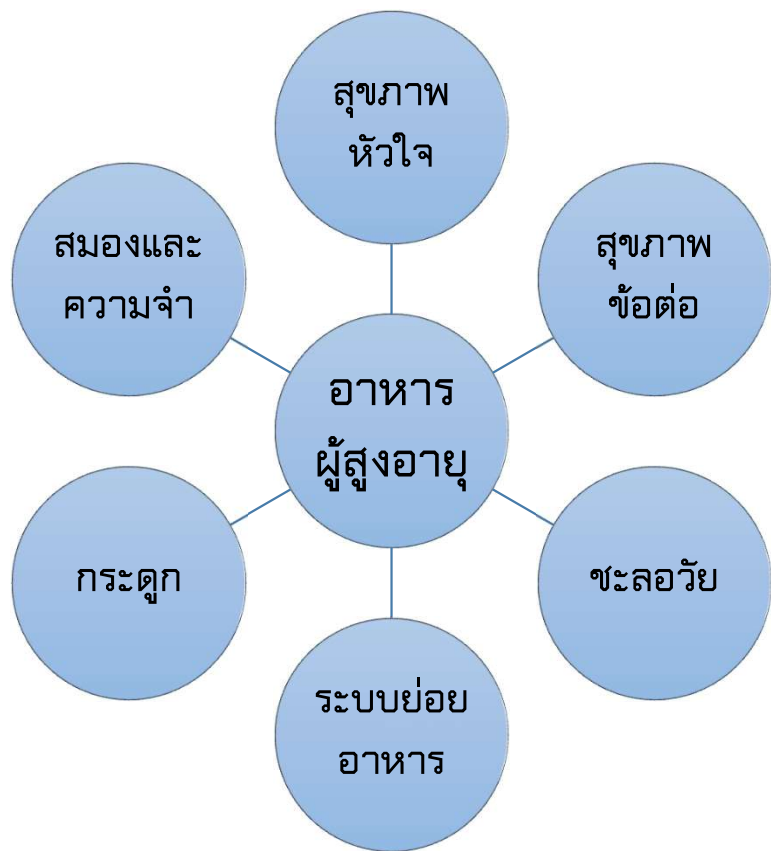 สุขภาพ
หัวใจ
สุขภาพ
ข้อต่อ
ชะลอวัย
ระบบย่อย
อาหาร
กระดูก
สมองและ
ความจำ
อาหาร
ผู้สูงอายุ